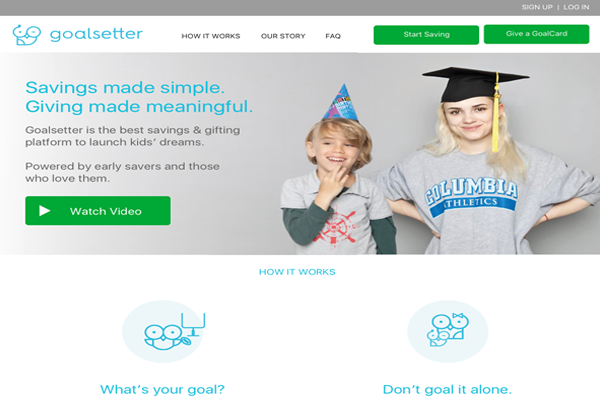 SIGN UP | LOG IN
goalsetter
HOW IT WORKS
OUR STORY
FAQ
Start Saving
Give a GoalCard
Savings made simple.
Giving made meaningful.
Goalsetter is the best savings & gifting
platform to launch kids' dreams.
Powered by early savers and those
who love them.
Watch Video
COLUMBIA
ATHLETICS
HOW IT WORKS
What's your goal?
Don't goal it alone.